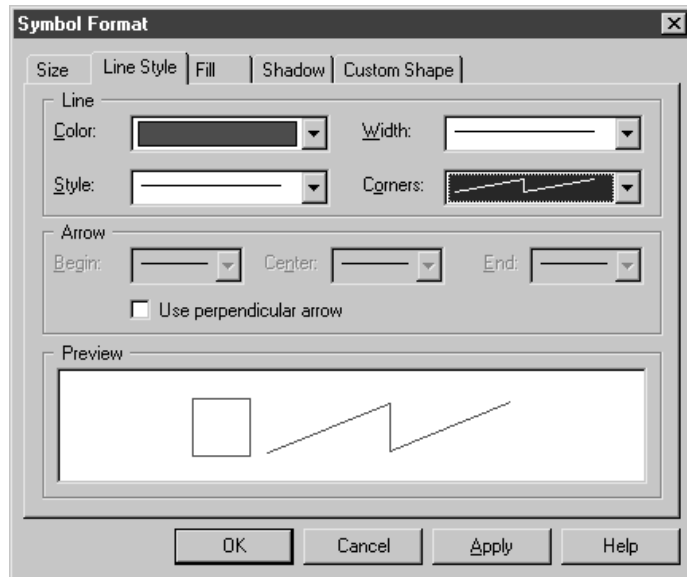 Symbol Format
Size Line Style Fill Shadow Custom Shape
Line
Color: Width:
Style: Corners:
Arrow
Begin: Center: End:
Use perpendicular arrow
Preview
OK Cancel Apply Help